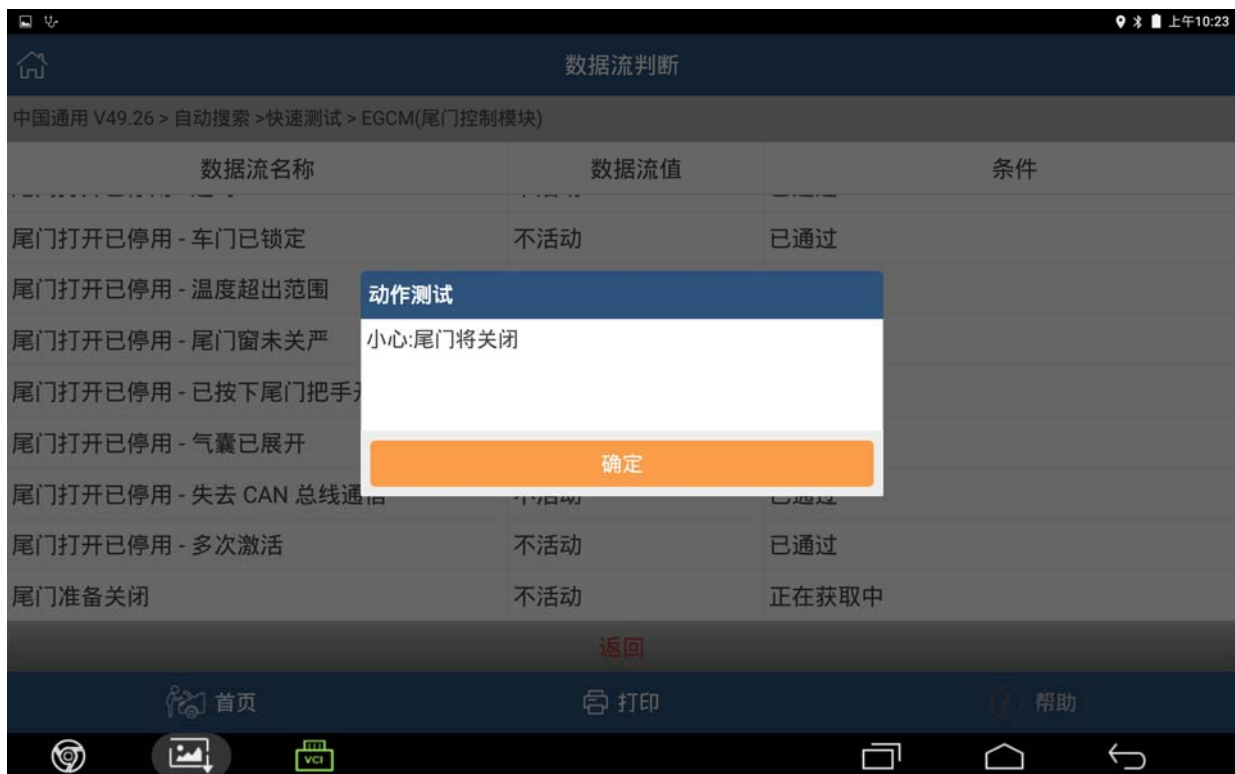 上午10:23
数据流判断
中国通用 V49.26 > 自动搜索 >快速测试 > EGCM(尾门控制模块)
数据流名称 数据流值 条件
尾门打开已停用 - 车门已锁定 不活动 已通过
尾门打开已停用 - 温度超出范围
动作测试
尾门打开已停用 - 尾门窗未关严
小心:尾门将关闭
尾门打开已停用 - 已按下尾门把手
尾门打开已停用 - 气囊已展开
确定
尾门打开已停用 - 失去 CAN 总线通信 不活动 已通过
尾门打开已停用 - 多次激活 不活动 已通过
尾门准备关闭 不活动 正在获取中
返回
首页 打印 帮助
VCI